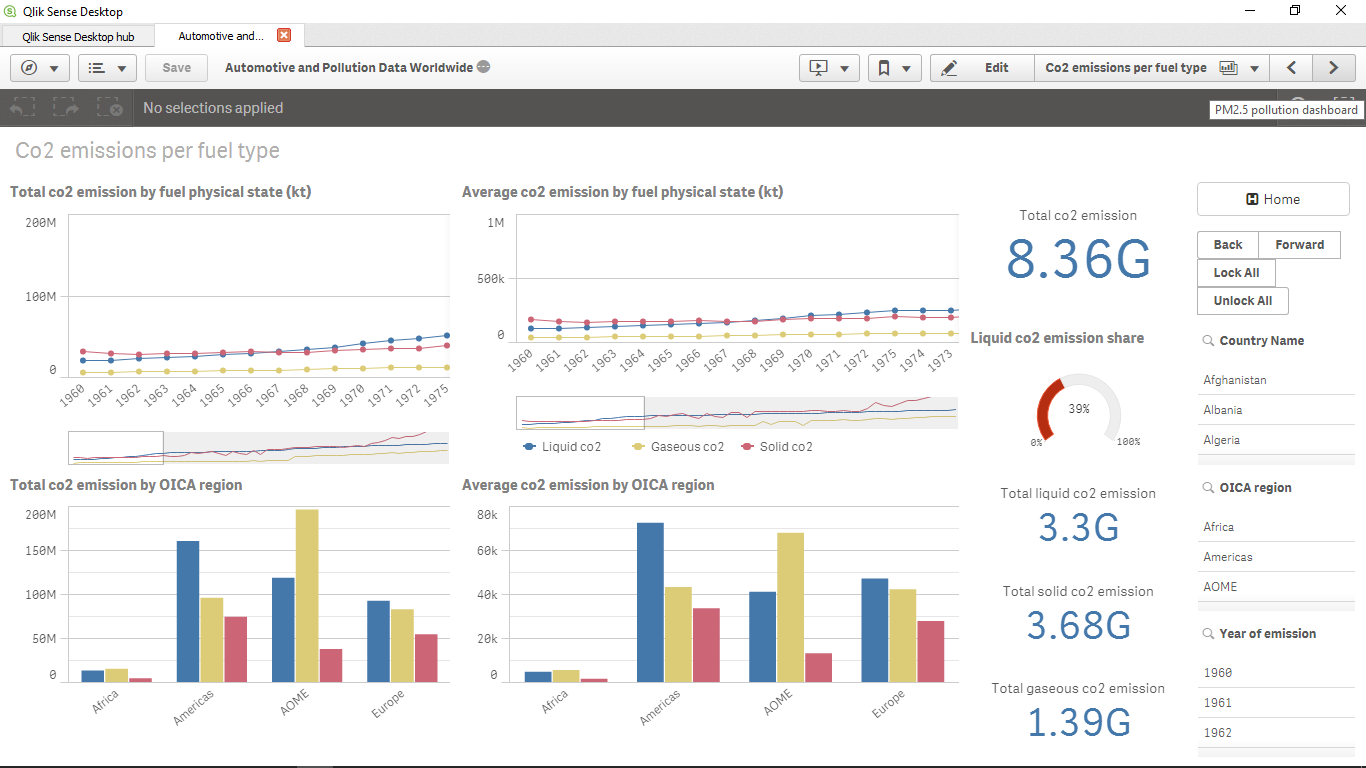 Qlik Sense Desktop
Qlik Sense Desktop hub
Automotive and...
Save
Automotive and Pollution Data Worldwide
Edit
Co2 emissions per fuel type
No selections applied
PM2.5 pollution dashboard
Co2 emissions per fuel type
Total co2 emission by fuel physical state (kt)
200M
100M
0
1960 1961 1962 1963 1964 1965 1966 1967 1968 1969 1970 1971 1972 1975
Average co2 emission by fuel physical state (kt)
1M
500k
0
1960 1961 1962 1963 1964 1965 1966 1967 1968 1969 1970 1971 1972 1975 1974 1973
Liquid co2 Gaseous co2 Solid co2
Total co2 emission by OICA region
200M
150M
100M
50M
0
Africa Americas AOME Europe
Average co2 emission by OICA region
80k
60k
40k
20k
0
Africa Americas AOME Europe
Total co2 emission
8.36G
Liquid co2 emission share
39%
0% 100%
Total liquid co2 emission
3.3G
Total solid co2 emission
3.68G
Total gaseous co2 emission
1.39G
Home
Back Forward
Lock All
Unlock All
Country Name
Afghanistan
Albania
Algeria
OICA region
Africa
Americas
AOME
Year of emission
1960
1961
1962